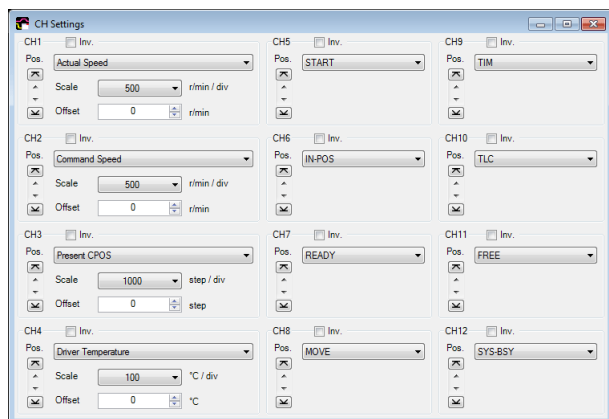 CH Settings
CH1 Inv.
Pos. Actual Speed
Scale 500 r/min / div
Offset 0 r/min
CH2 Inv.
Pos. Command Speed
Scale 500 r/min / div
Offset 0 r/min
CH3 Inv.
Pos. Present CPOS
Scale 1000 step / div
Offset 0 step
CH4 Inv.
Pos. Driver Temperature
Scale 100 °C / div
Offset 0 °C
CH5 Inv.
Pos. START
CH6 Inv.
Pos. IN-POS
CH7 Inv.
Pos. READY
CH8 Inv.
Pos. MOVE
CH9 Inv.
Pos. TIM
CH10 Inv.
Pos. TLC
CH11 Inv.
Pos. FREE
CH12 Inv.
Pos. SYS-BSY